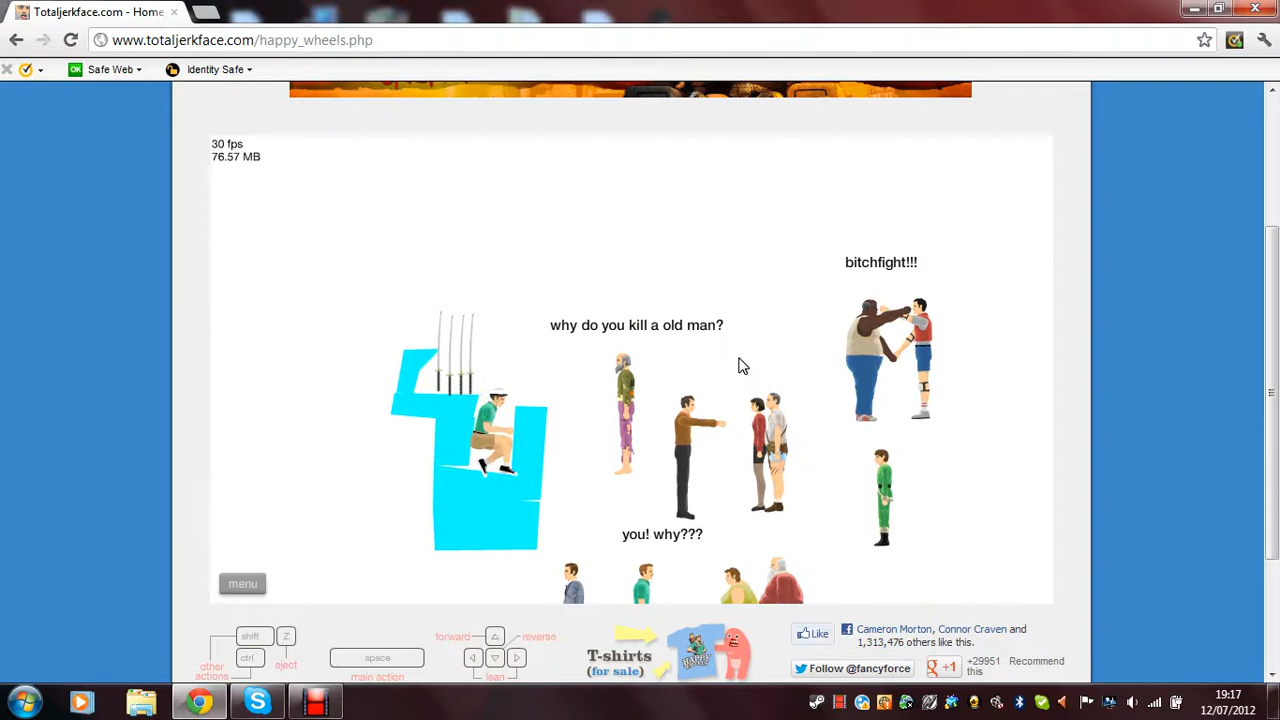 Totaljerkface.com - Home
www.totaljerkface.com/happy_wheels.php
OK Safe Web
Identity Safe
30 fps
76.57 MB
bitchfight!!!
why do you kill a old man?
you! why???
menu
shift Z
ctrl
other actions
eject
space
main action
forward
reverse
lean
T-shirts
(for sale)
HAPPY
Like
Cameron Morton, Connor Craven and
1,313,476 others like this.
Follow @fancyforce
+1
+29951 Recommend
this
19:17
12/07/2012